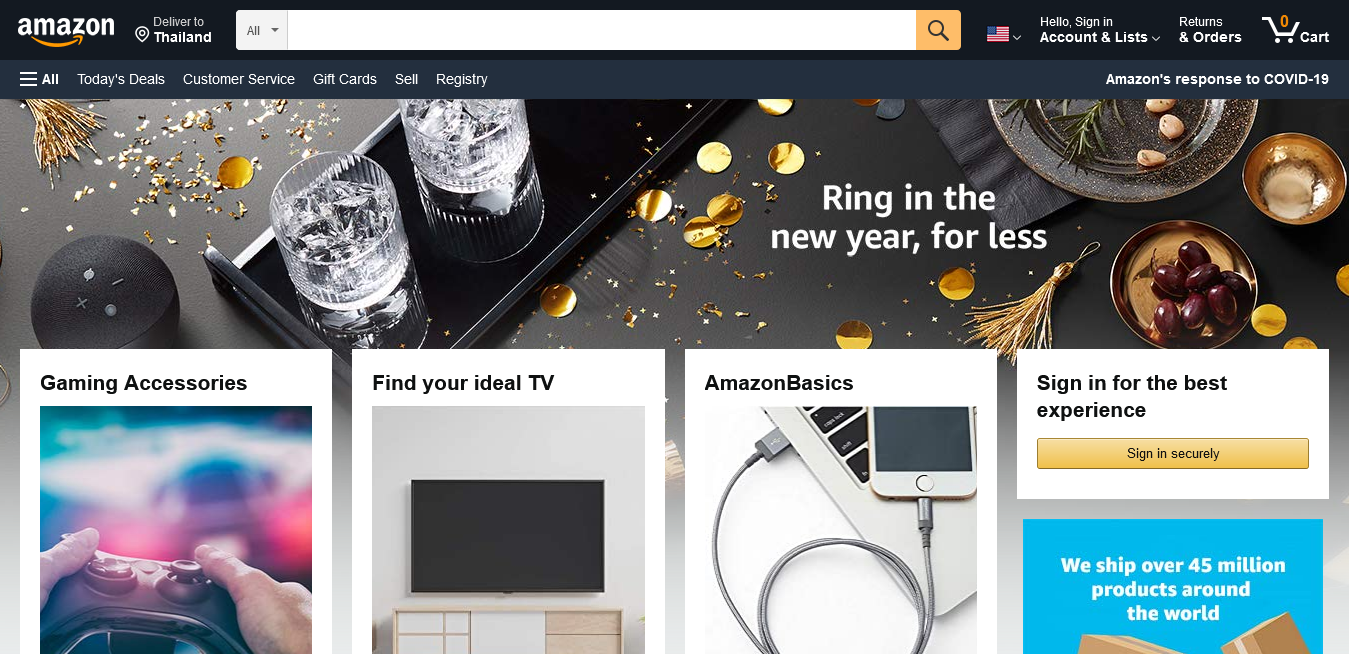 amazon
Deliver to
Thailand
All
Hello, Sign in
Account & Lists
Returns
& Orders
0
Cart
All
Today's Deals
Customer Service
Gift Cards
Sell
Registry
Amazon's response to COVID-19
Ring in the
new year, for less
Gaming Accessories
Find your ideal TV
AmazonBasics
caps lock
shift
Sign in for the best
experience
Sign in securely
We ship over 45 million
products around
the world